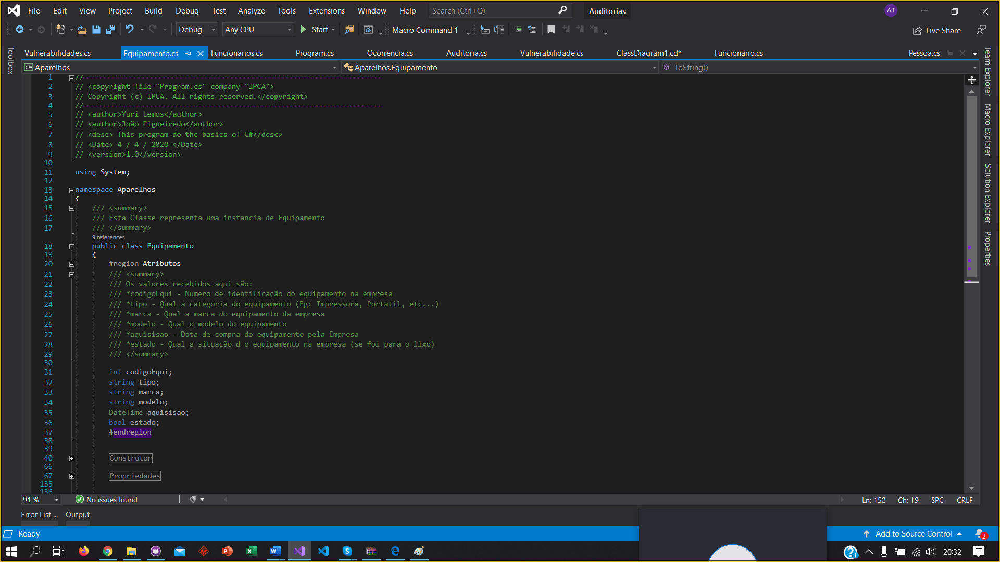 File Edit View Project Build Debug Test Analyze Tools Extensions Window Help Search (Ctrl+Q) Auditorias AT
Debug Any CPU Start Macro Command 1 Live Share
Vulnerabilidades.cs Equipamento.cs Funcionarios.cs Program.cs Ocorrencia.cs Auditoria.cs Vulnerabilidade.cs ClassDiagram1.cd* Funcionario.cs Pessoa.cs
Aparelhos Aparelhos.Equipamento ToString()
Toolbox
Team Explorer
Macro Explorer
Solution Explorer
Properties
1 //-----------------------------------------------------------------------
2 // <copyright file="Program.cs" company="IPCA">
3 // Copyright (c) IPCA. All rights reserved.</copyright>
4 //-----------------------------------------------------------------------
5 // <author>Yuri Lemos</author>
6 // <author>João Figueiredo</author>
7 // <desc> This program do the basics of C#</desc>
8 // <Date> 4 / 4 / 2020 </Date>
9 // <version>1.0</version>
10
11 using System;
12
13 namespace Aparelhos
14 {
15 /// <summary>
16 /// Esta Classe representa uma instancia de Equipamento
17 /// </summary>
9 references
18 public class Equipamento
19 {
20 #region Atributos
21 /// <summary>
22 /// Os valores recebidos aqui são:
23 /// *codigoEqui - Numero de identificação do equipamento na empresa
24 /// *tipo - Qual a categoria do equipamento (Eg: Impressora, Portatil, etc...)
25 /// *marca - Qual a marca do equipamento da empresa
26 /// *modelo - Qual o modelo do equipamento
27 /// *aquisisao - Data de compra do equipamento pela Empresa
28 /// *estado - Qual a situação d o equipamento na empresa (se foi para o lixo)
29 /// </summary>
30
31 int codigoEqui;
32 string tipo;
33 string marca;
34 string modelo;
35 DateTime aquisisao;
36 bool estado;
37 #endregion
38
39
40 Construtor
66
67 Propriedades
135
136
91 % No issues found Ln: 152 Ch: 19 SPC CRLF
Error List ... Output
Ready Add to Source Control 2
20:32